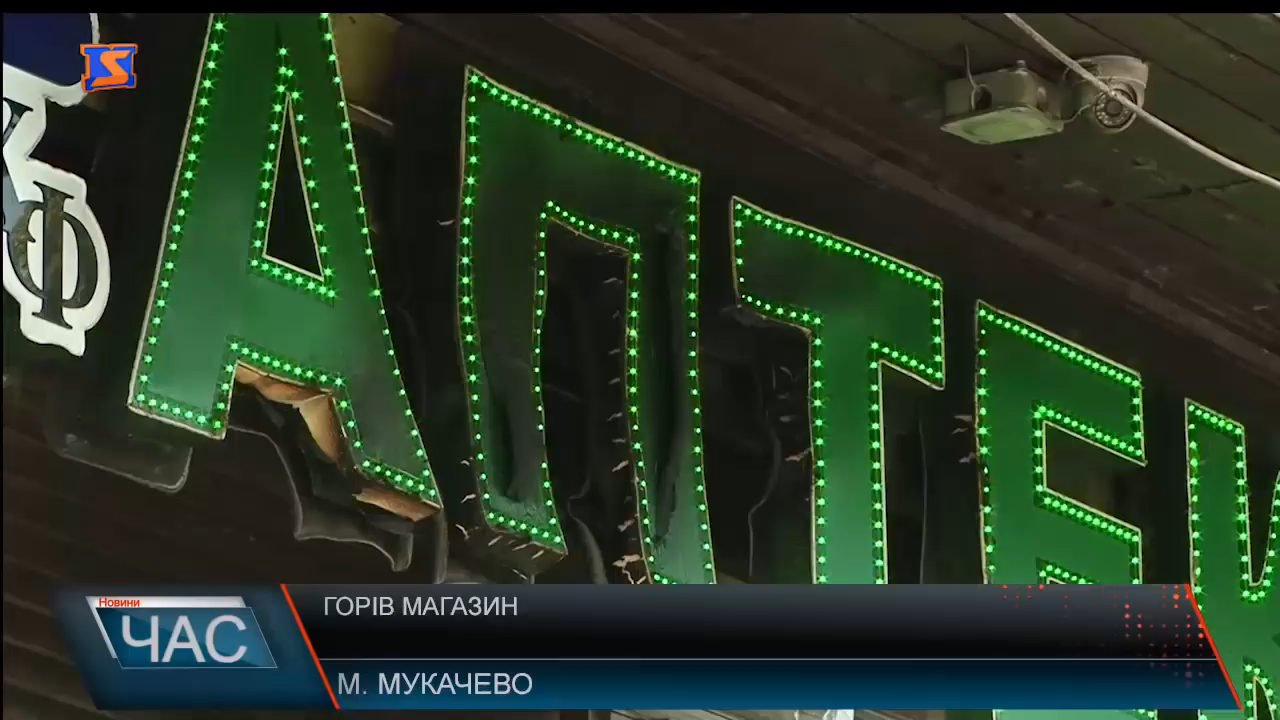 АПТЕК
Ф
Новини
ЧАС
ГОРІВ МАГАЗИН
М. МУКАЧЕВО